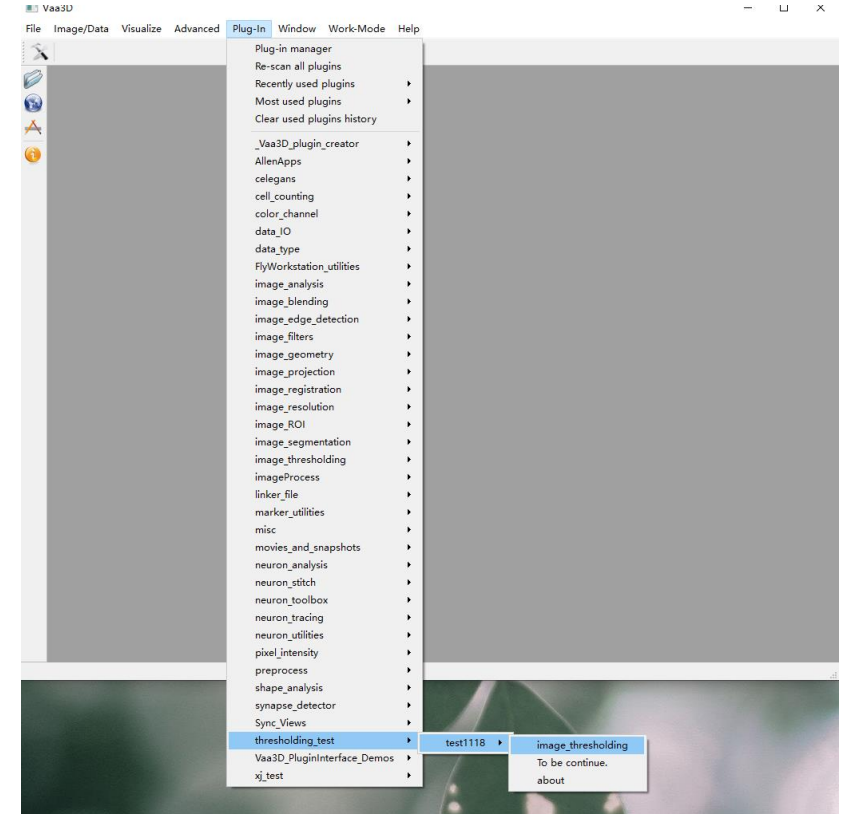 Vaa3D
File Image/Data Visualize Advanced Plug-In Window Work-Mode Help
Plug-in manager
Re-scan all plugins
Recently used plugins
Most used plugins
Clear used plugins history
_Vaa3D_plugin_creator
AllenApps
celegans
cell_counting
color_channel
data_IO
data_type
FlyWorkstation_utilities
image_analysis
image_blending
image_edge_detection
image_filters
image_geometry
image_projection
image_registration
image_resolution
image_ROI
image_segmentation
image_thresholding
imageProcess
linker_file
marker_utilities
misc
movies_and_snapshots
neuron_analysis
neuron_stitch
neuron_toolbox
neuron_tracing
neuron_utilities
pixel_intensity
preprocess
shape_analysis
synapse_detector
Sync_Views
thresholding_test
Vaa3D_PluginInterface_Demos
xj_test
test1118
image_thresholding
To be continue.
about